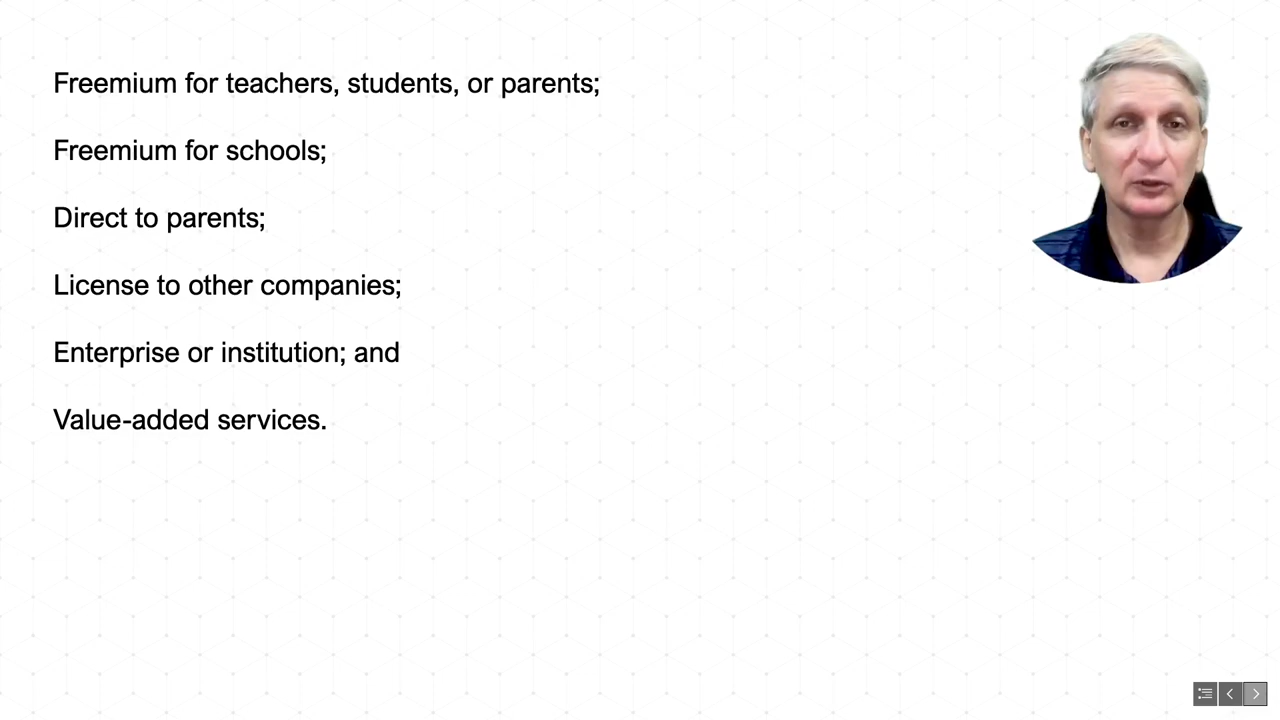 Freemium for teachers, students, or parents;
Freemium for schools;
Direct to parents;
License to other companies;
Enterprise or institution; and
Value-added services.